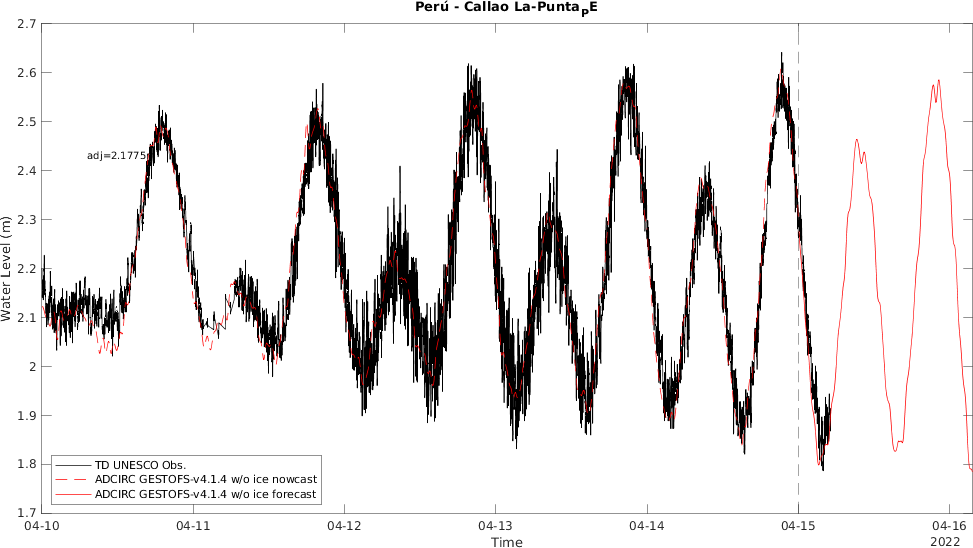 Perú - Callao La-PuntaPE
2.7
2.6
2.5
2.4
2.3
2.2
2.1
2
1.9
1.8
1.7
Water Level (m)
adj=2.1775
TD UNESCO Obs.
ADCIRC GESTOFS-v4.1.4 w/o ice nowcast
ADCIRC GESTOFS-v4.1.4 w/o ice forecast
04-10 04-11 04-12 04-13 04-14 04-15 04-16
Time
2022